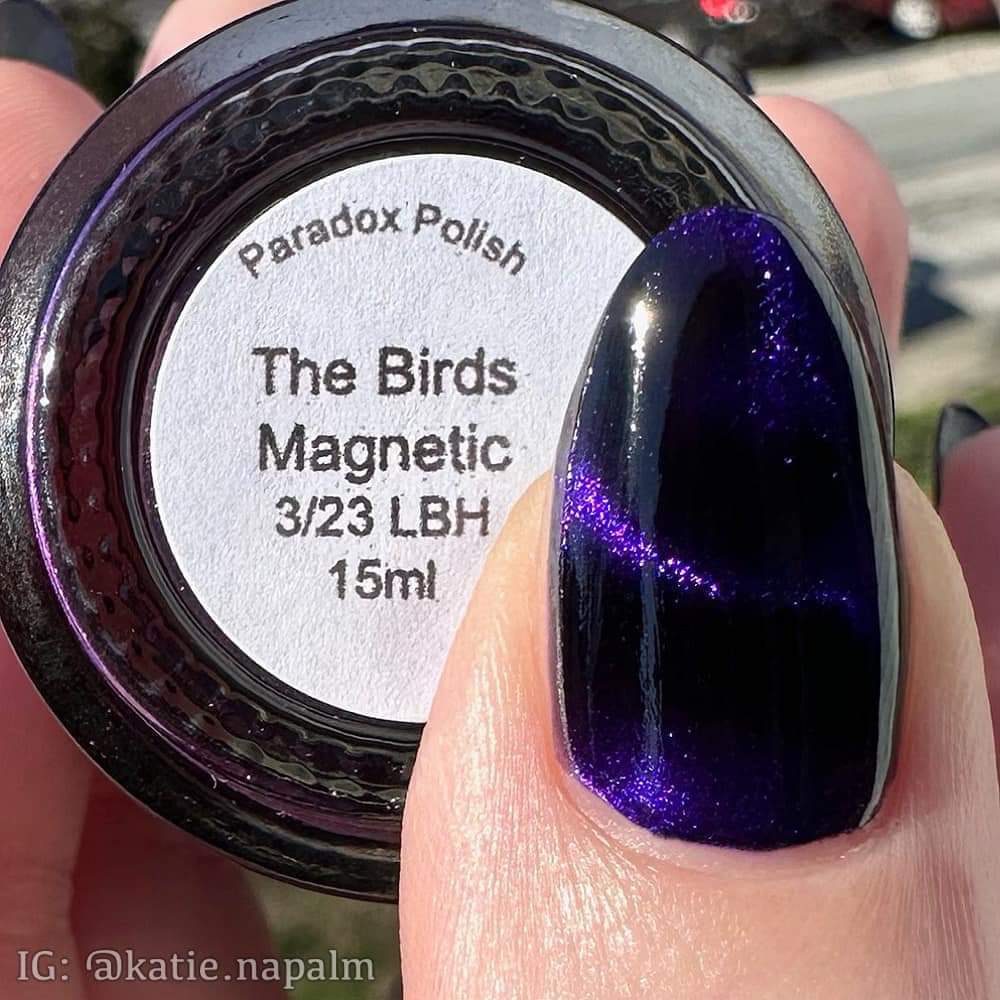 Paradox Polish
The Birds
Magnetic
3/23 LBH
15ml
IG: @katie.napalm